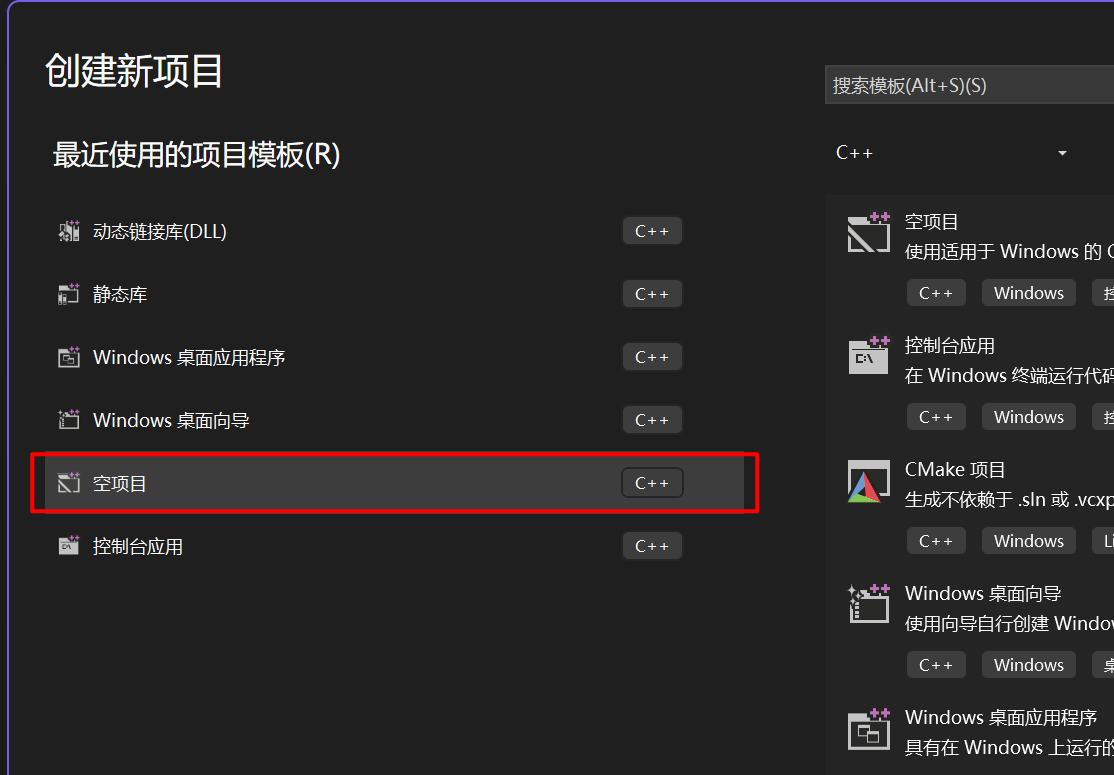 创建新项目
最近使用的项目模板(R)
动态链接库(DLL)
C++
静态库
C++
Windows 桌面应用程序
C++
Windows 桌面向导
C++
空项目
C++
控制台应用
C++
搜索模板(Alt+S)(S)
C++
空项目
使用适用于 Windows 的
C++ Windows
控制台应用
在 Windows 终端运行代码
C++ Windows
CMake 项目
生成不依赖于 .sln 或 .vcxp
C++ Windows Li
Windows 桌面向导
使用向导自行创建 Window
C++ Windows
Windows 桌面应用程序
具有在 Windows 上运行的